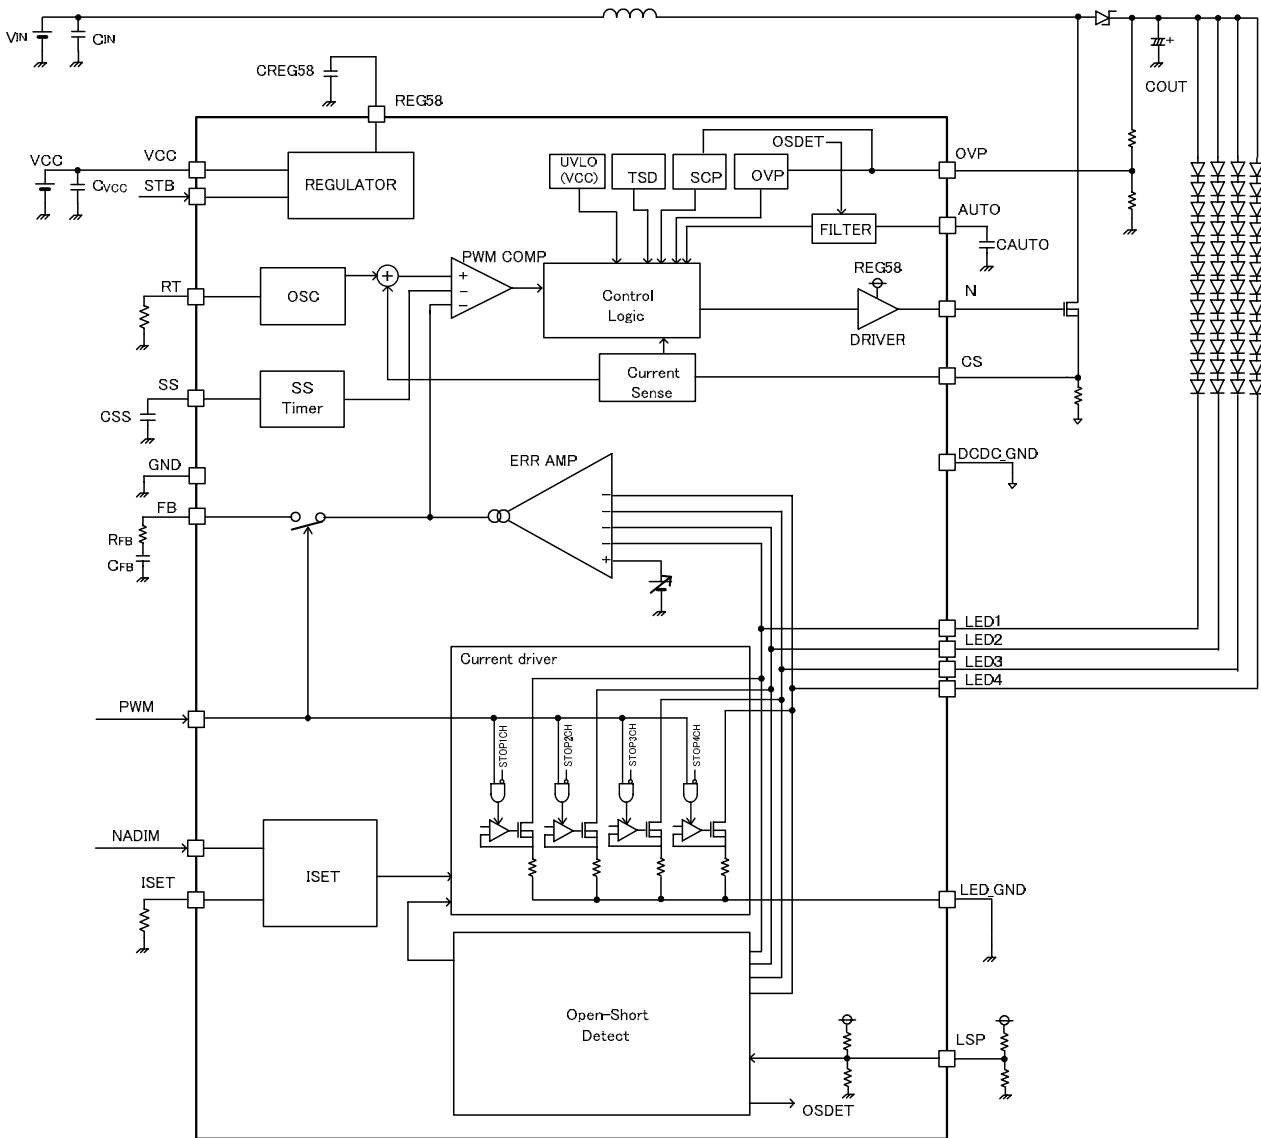 VIN
CIN
+
COUT
CREG58
REG58
VCC
VCC
CVCC
STB
REGULATOR
UVLO
(VCC)
TSD
SCP
OVP
OSDET
OVP
AUTO
FILTER
CAUTO
PWM COMP
RT
OSC
+
+
−
−
Control
Logic
REG58
DRIVER
N
SS
CSS
SS
Timer
Current
Sense
CS
GND
ERR AMP
DCDC_GND
FB
RFB
CFB
−
−
−
−
+
LED1
LED2
LED3
LED4
Current driver
PWM
STOP1CH
STOP2CH
STOP3CH
STOP4CH
NADIM
ISET
ISET
LED_GND
Open-Short
Detect
LSP
OSDET